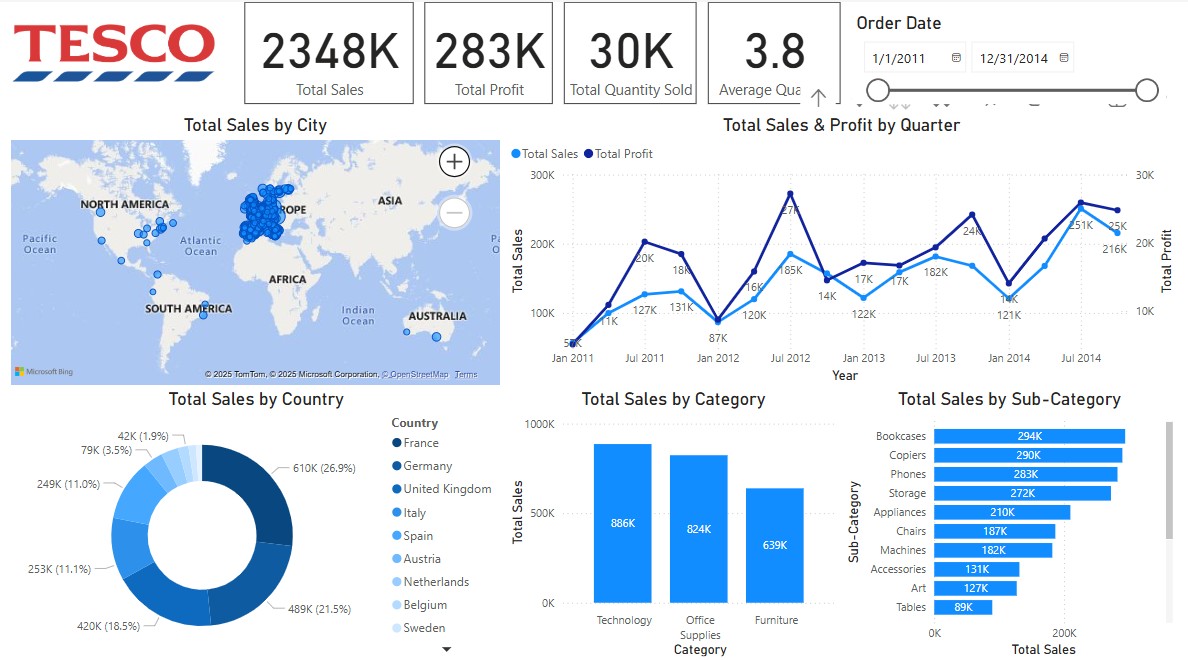 TESCO
2348K
Total Sales
283K
Total Profit
30K
Total Quantity Sold
3.8
Average Qua
Order Date
1/1/2011
12/31/2014
Total Sales by City
NORTH AMERICA
ROPE
ASIA
Pacific
Ocean
Atlantic
Ocean
AFRICA
SOUTH AMERICA
Indian
Ocean
AUSTRALIA
Microsoft Bing
© 2025 TomTom, © 2025 Microsoft Corporation, © OpenStreetMap Terms
Total Sales & Profit by Quarter
Total Sales Total Profit
300K
200K
100K
Total Sales
30K
20K
10K
Total Profit
11K
20K
127K
18K
131K
87K
16K
120K
27K
185K
14K
17K
122K
17K
182K
24K
14K
121K
251K
25K
216K
Jan 2011
Jul 2011
Jan 2012
Jul 2012
Jan 2013
Jul 2013
Jan 2014
Jul 2014
Year
Total Sales by Country
42K (1.9%)
79K (3.5%)
249K (11.0%)
253K (11.1%)
420K (18.5%)
489K (21.5%)
610K (26.9%)
Country
France
Germany
United Kingdom
Italy
Spain
Austria
Netherlands
Belgium
Sweden
Total Sales by Category
1000K
500K
0K
Total Sales
886K
824K
639K
Technology
Office
Supplies
Furniture
Category
Total Sales by Sub-Category
Sub-Category
Bookcases 294K
Copiers 290K
Phones 283K
Storage 272K
Appliances 210K
Chairs 187K
Machines 182K
Accessories 131K
Art 127K
Tables 89K
0K
200K
Total Sales